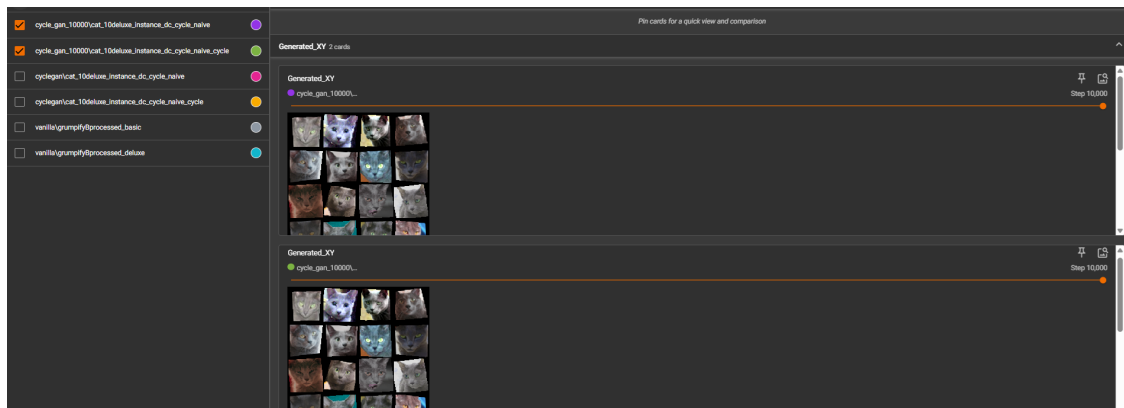 cycle_gan_10000\cat_10deluxe_instance_dc_cycle_naive
cycle_gan_10000\cat_10deluxe_instance_dc_cycle_naive_cycle
cyclegan\cat_10deluxe_instance_dc_cycle_naive
cyclegan\cat_10deluxe_instance_dc_cycle_naive_cycle
vanilla\grumpifyBprocessed_basic
vanilla\grumpifyBprocessed_deluxe
Pin cards for a quick view and comparison
Generated_XY 2 cards
Generated_XY
cycle_gan_10000\...
Step 10,000
Generated_XY
cycle_gan_10000\...
Step 10,000